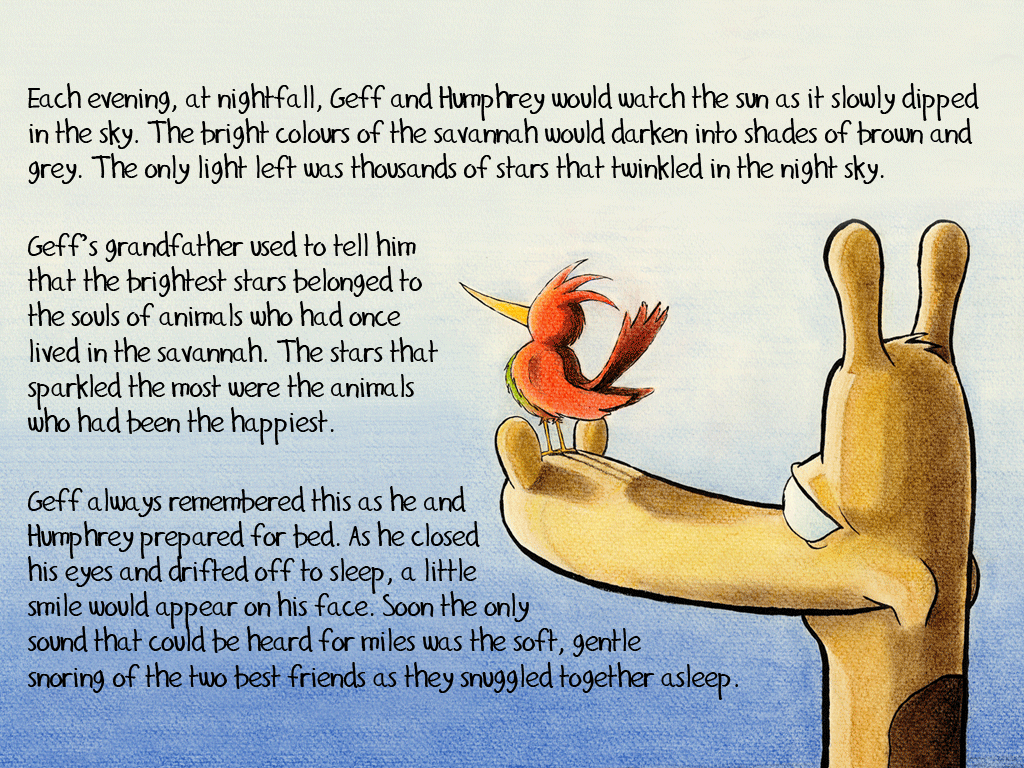 Each evening, at nightfall, Geff and Humphrey would watch the sun as it slowly dipped
in the sky. The bright colours of the savannah would darken into shades of brown and
grey. The only light left was thousands of stars that twinkled in the night sky.
Geff's grandfather used to tell him
that the brightest stars belonged to
the souls of animals who had once
lived in the savannah. The stars that
sparkled the most were the animals
who had been the happiest.
Geff always remembered this as he and
Humphrey prepared for bed. As he closed
his eyes and drifted off to sleep, a little
smile would appear on his face. Soon the only
sound that could be heard for miles was the soft, gentle
snoring of the two best friends as they snuggled together asleep.